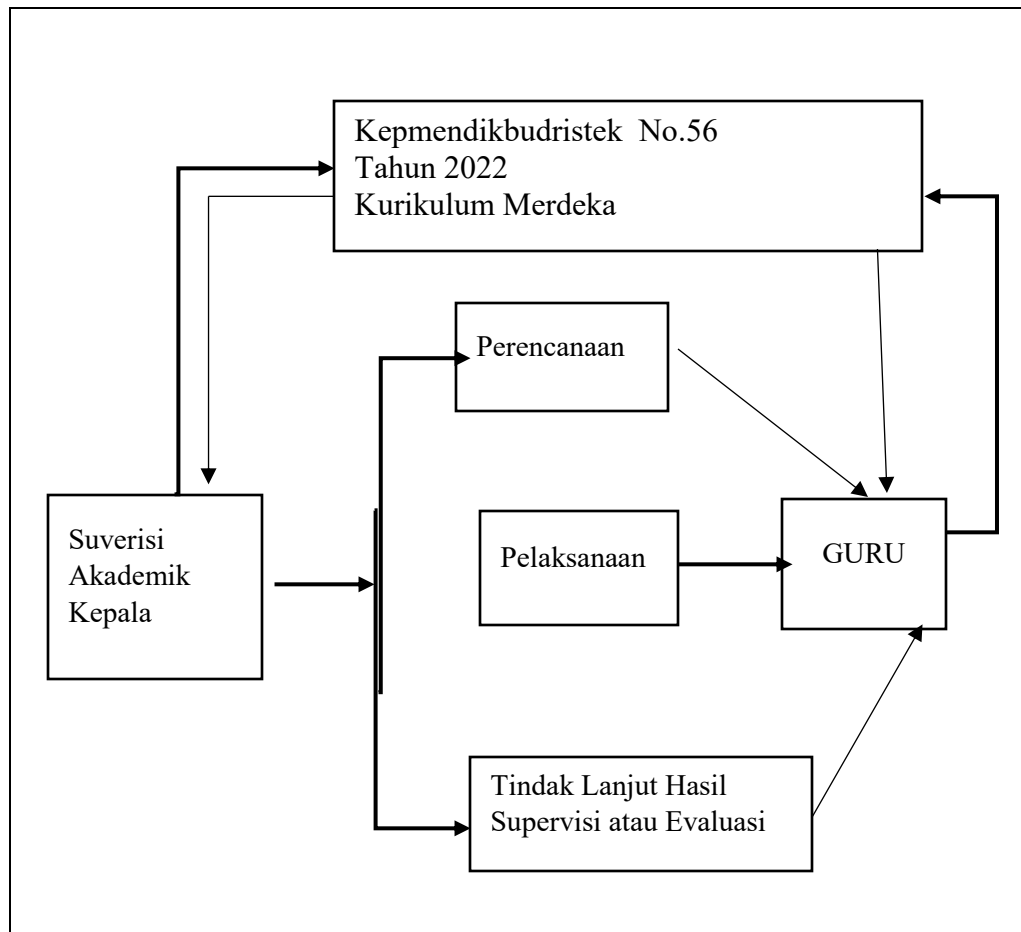 Kepmendikbudristek No.56
Tahun 2022
Kurikulum Merdeka
Perencanaan
Suverisi
Akademik
Kepala
Pelaksanaan
GURU
Tindak Lanjut Hasil
Supervisi atau Evaluasi